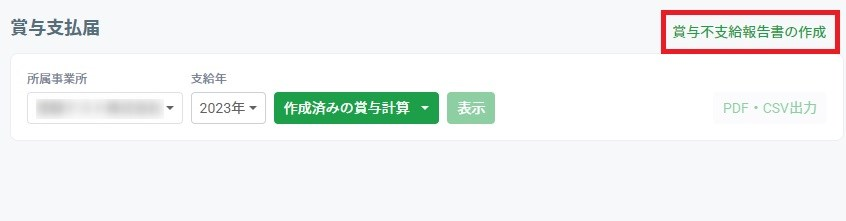 賞与支払届
賞与不支給報告書の作成
所属事業所
支給年
2023年
作成済みの賞与計算
表示
PDF・CSV出力